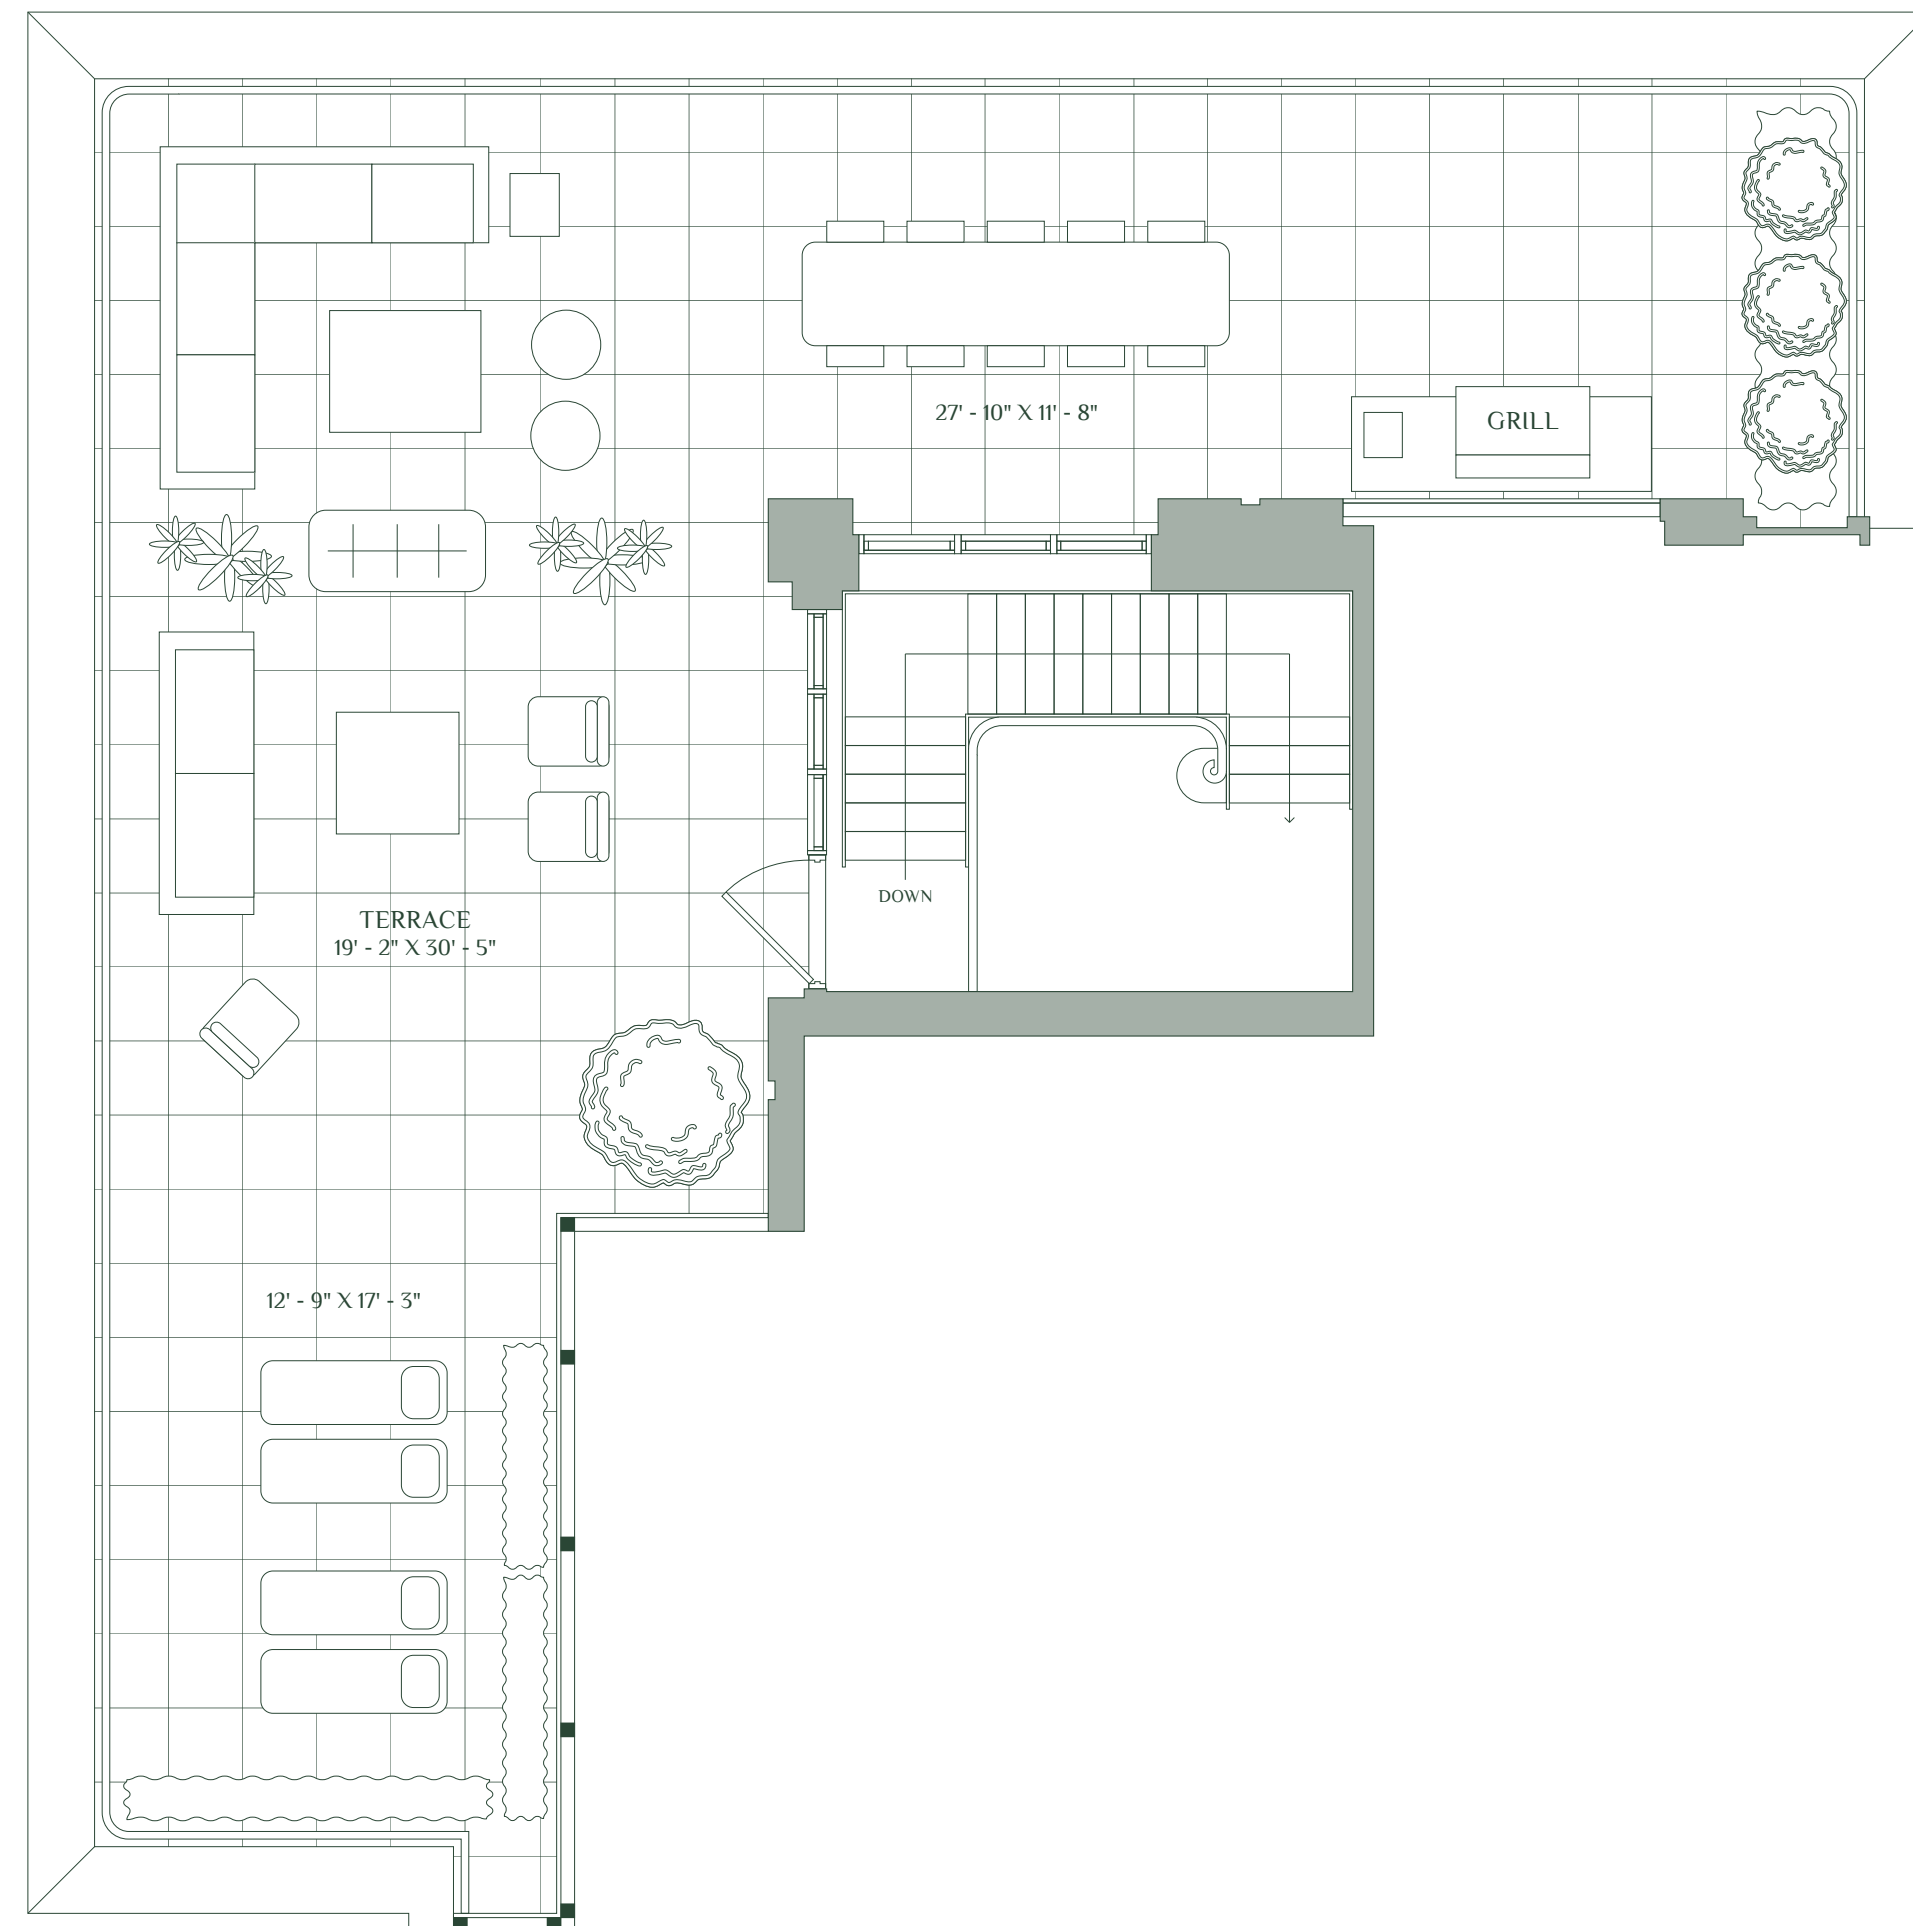 27' - 10" X 11' - 8"
GRILL
DOWN
TERRACE
19' - 2" X 30' - 5"
12' - 9" X 17' - 3"